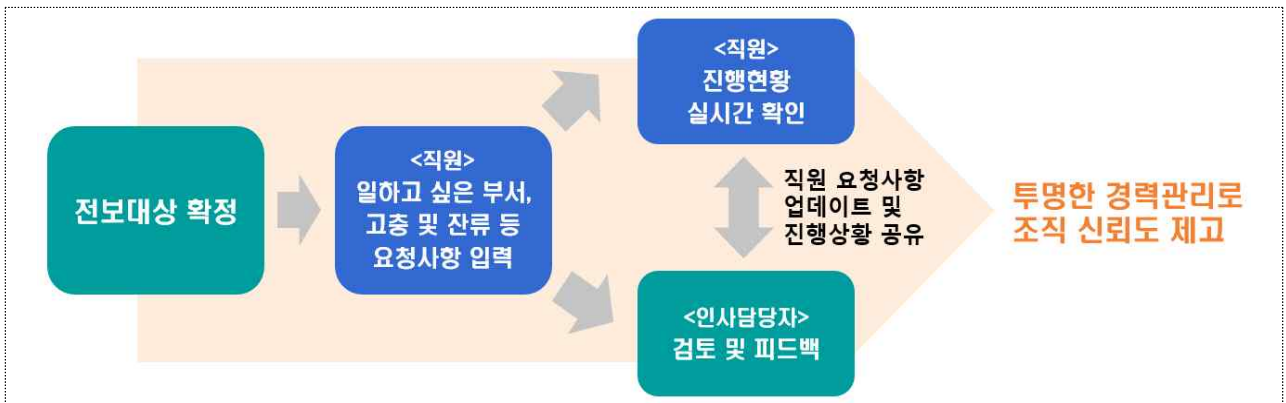 전보대상 확정
<직원>
일하고 싶은 부서,
고충 및 잔류 등
요청사항 입력
<직원>
진행현황
실시간 확인
직원 요청사항
업데이트 및
진행상황 공유
<인사담당자>
검토 및 피드백
투명한 경력관리로
조직 신뢰도 제고